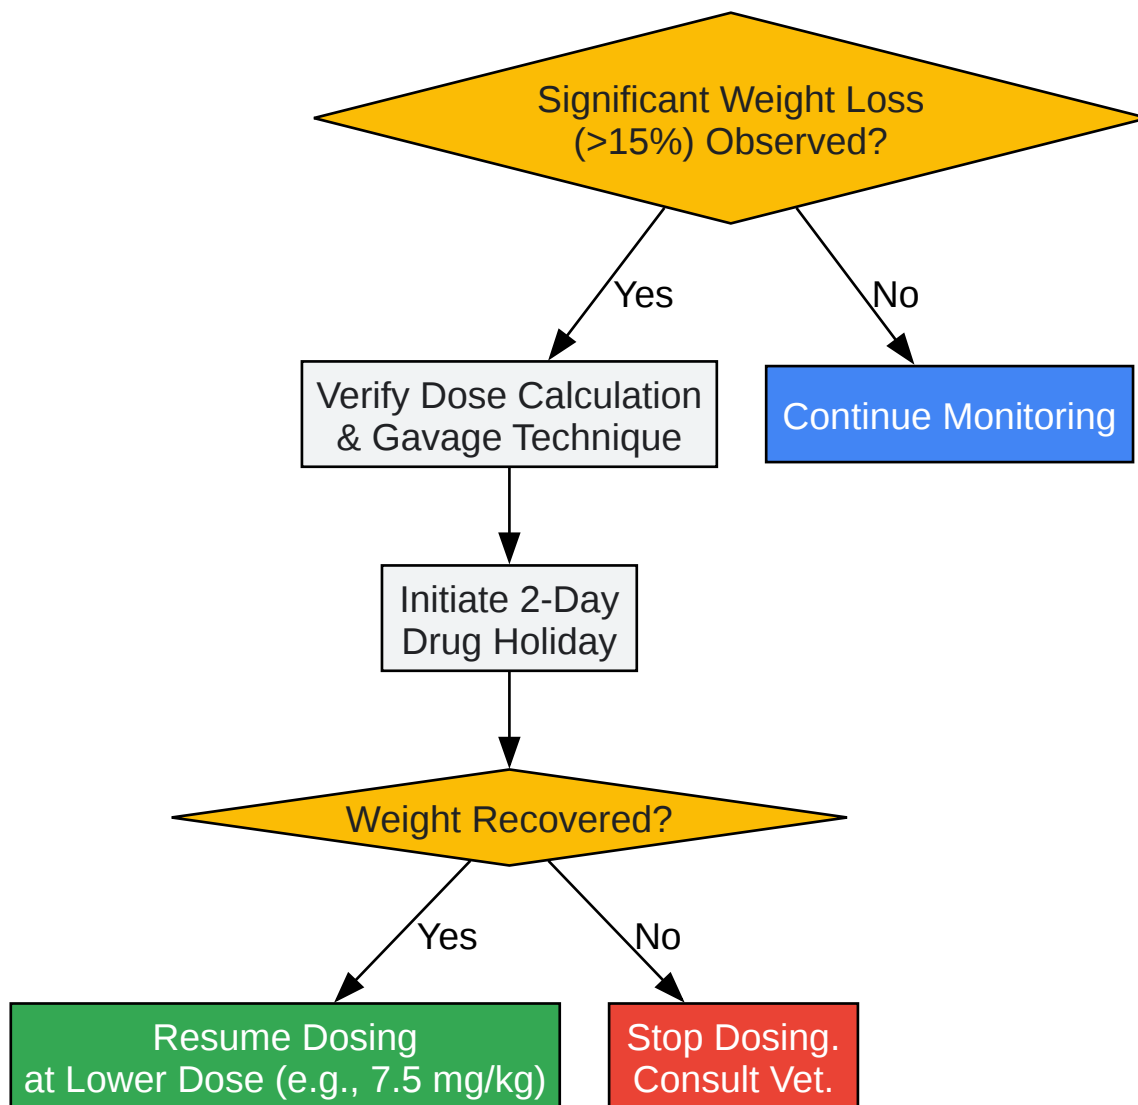 Significant Weight Loss
(>15%) Observed?
Yes
No
Verify Dose Calculation
& Gavage Technique
Continue Monitoring
Initiate 2-Day
Drug Holiday
Weight Recovered?
Yes
No
Resume Dosing
at Lower Dose (e.g., 7.5 mg/kg)
Stop Dosing.
Consult Vet.